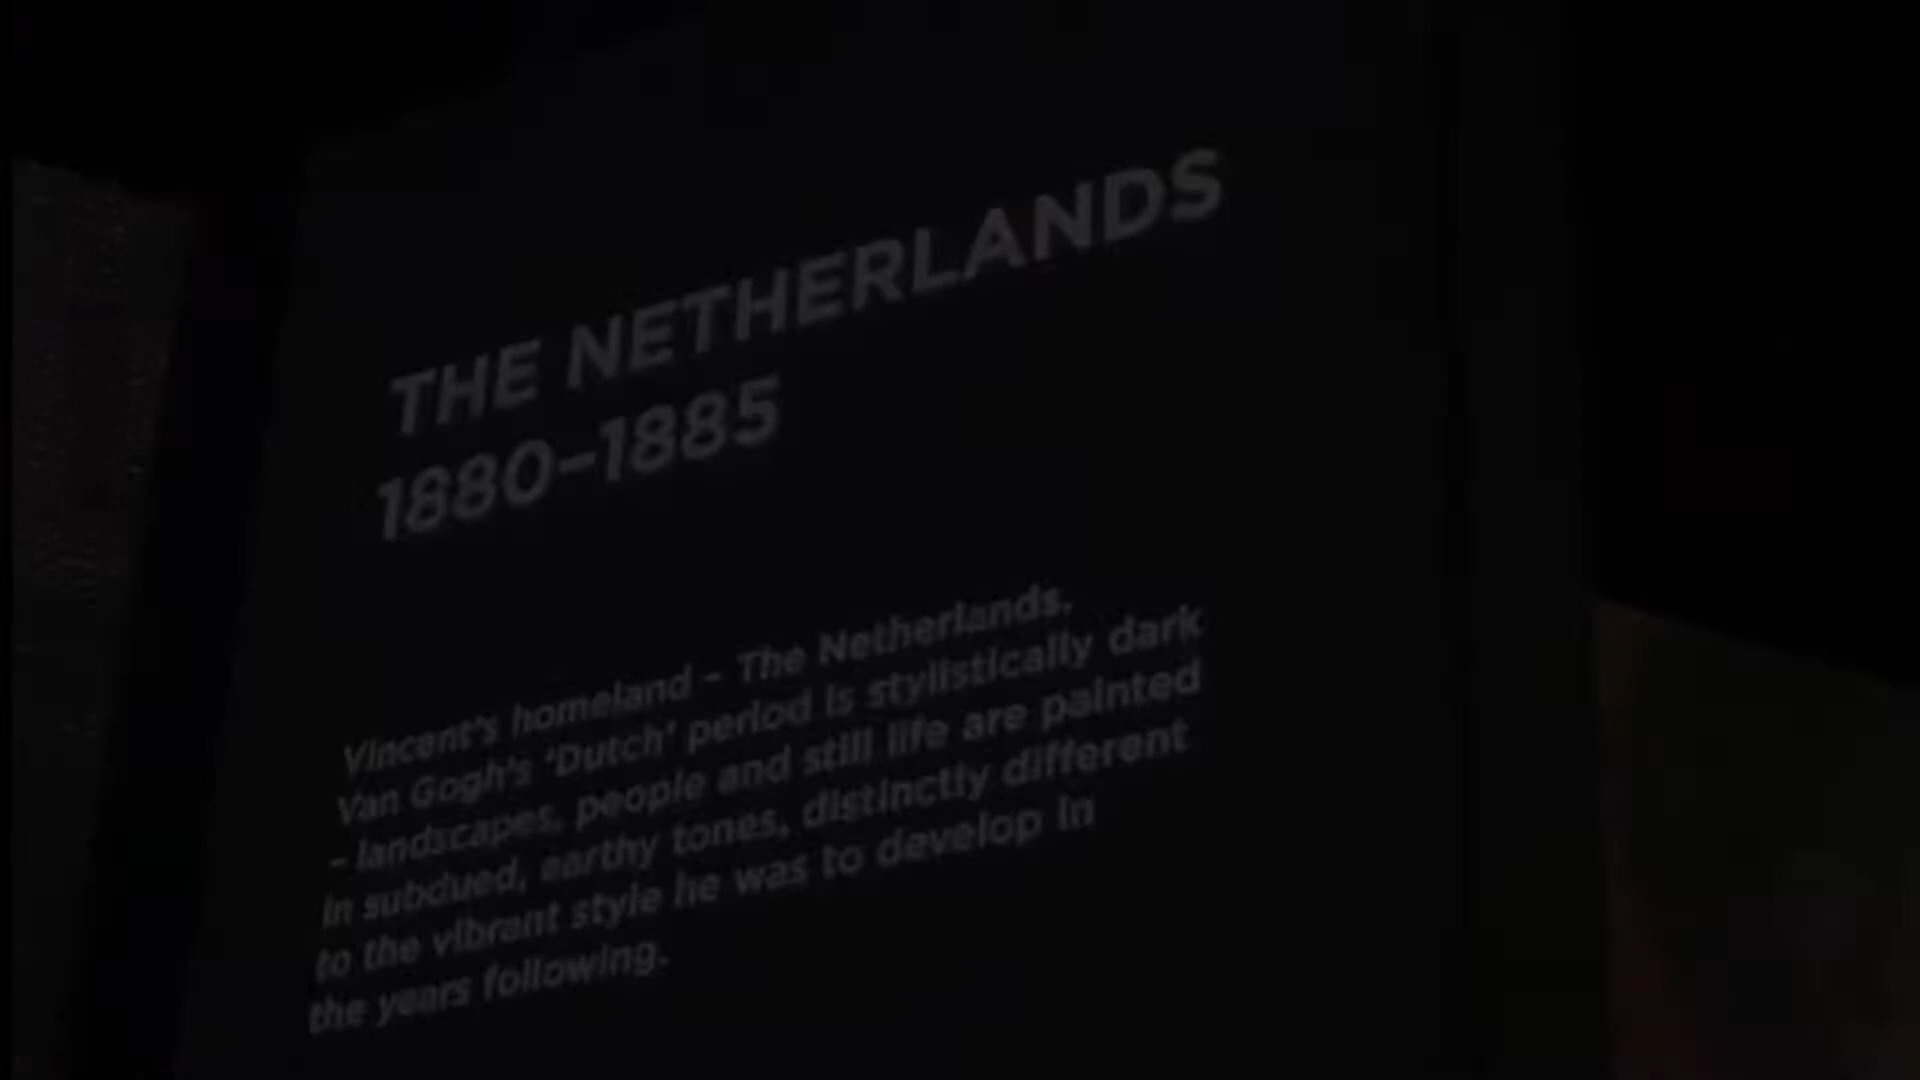 THE NETHERLANDS
1880–1885
Vincent's homeland – The Netherlands.
Van Gogh's 'Dutch' period is stylistically dark
– landscapes, people and still life are painted
in subdued, earthy tones, distinctly different
to the vibrant style he was to develop in
the years following.